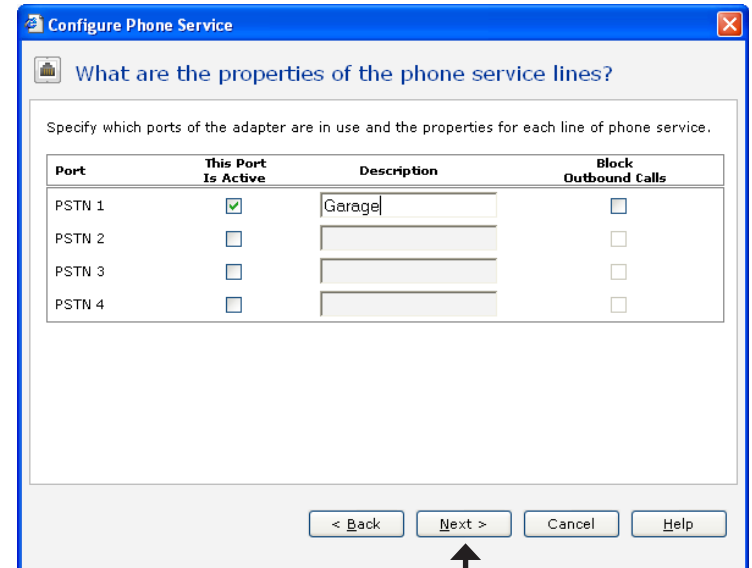 Configure Phone Service
What are the properties of the phone service lines?
Specify which ports of the adapter are in use and the properties for each line of phone service.
Port This Port Is Active Description Block Outbound Calls
PSTN 1 Garage
PSTN 2
PSTN 3
PSTN 4
< Back Next > Cancel Help